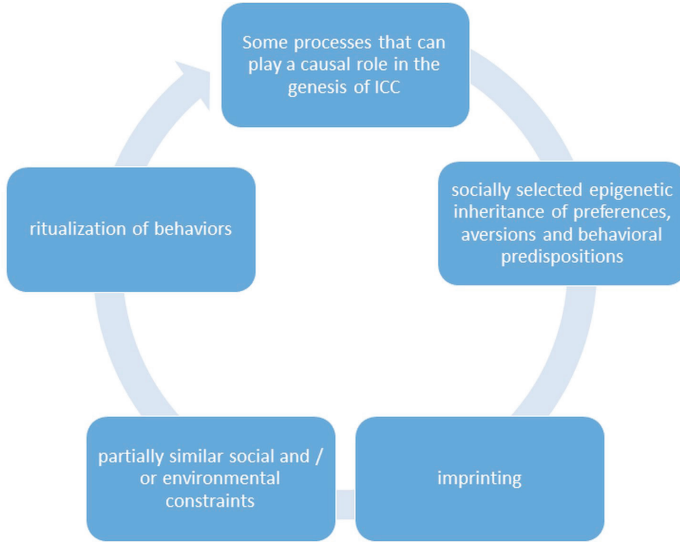 Some processes that can
play a causal role in the
genesis of ICC
socially selected epigenetic
inheritance of preferences,
aversions and behavioral
predispositions
imprinting
partially similar social and /
or environmental
constraints
ritualization of behaviors